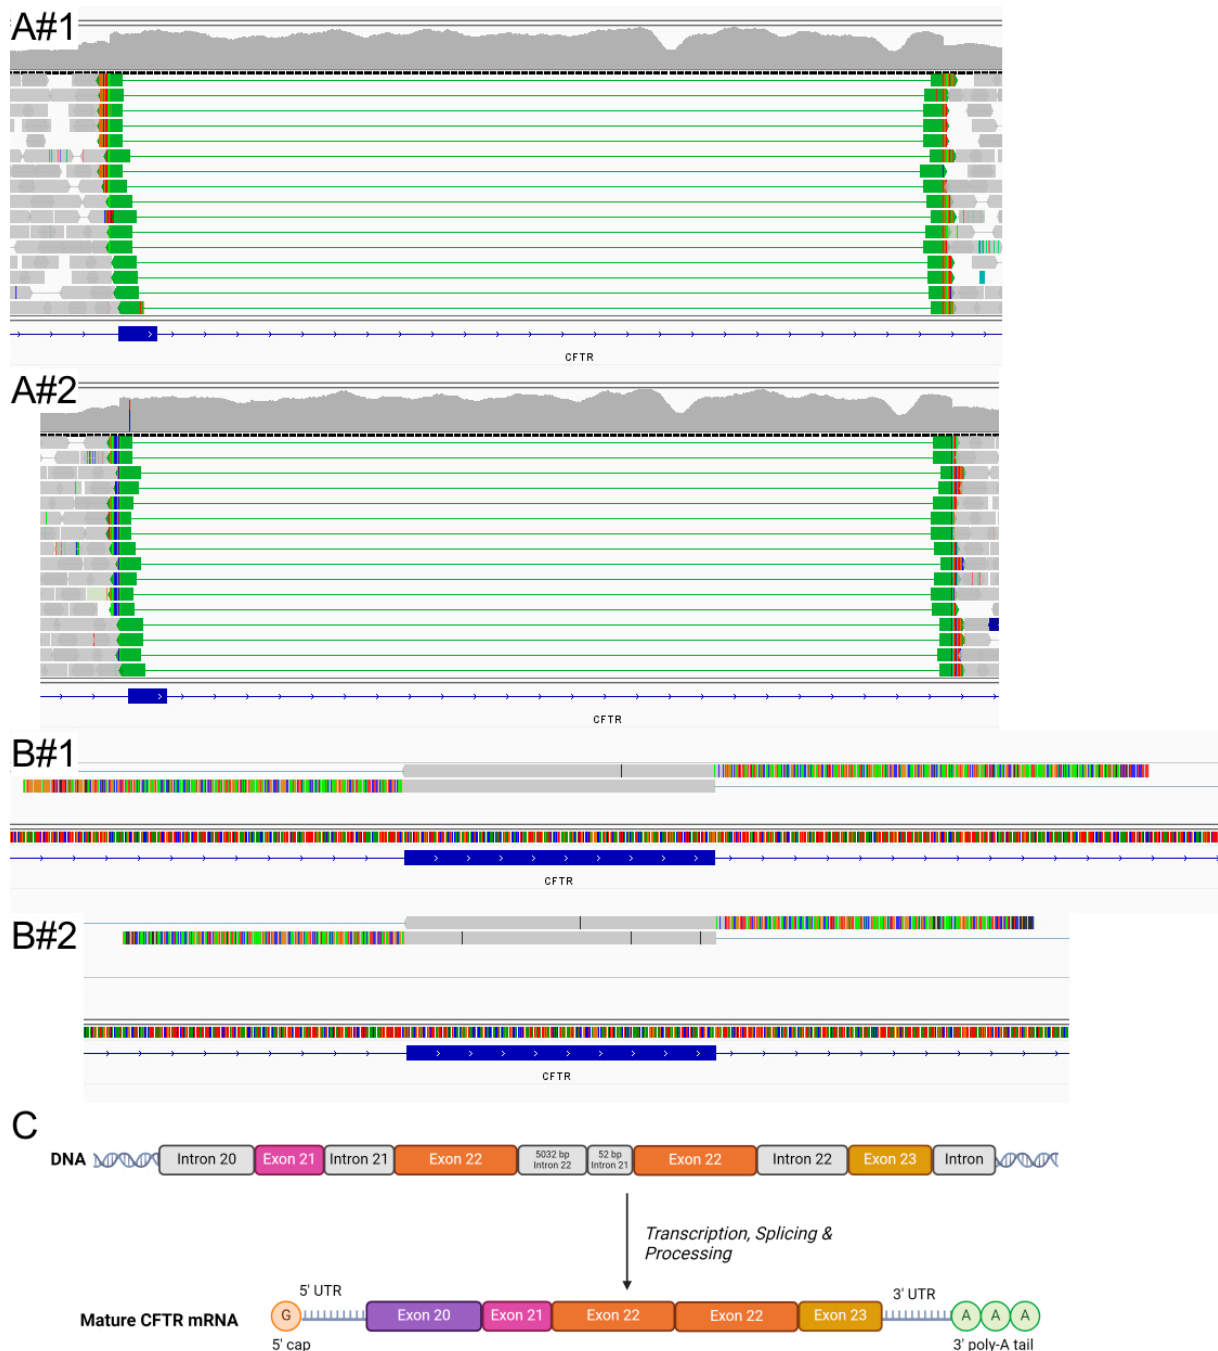 A#1
CFTR
A#2
CFTR
B#1
CFTR
B#2
CFTR
C
DNA
Intron 20
Exon 21
Intron 21
Exon 22
5032 bp
Intron 22
52 bp
Intron 21
Exon 22
Intron 22
Exon 23
Intron
Transcription, Splicing &
Processing
5' UTR
3' UTR
Mature CFTR mRNA
G
Exon 20
Exon 21
Exon 22
Exon 22
Exon 23
A A A
5' cap
3' poly-A tail